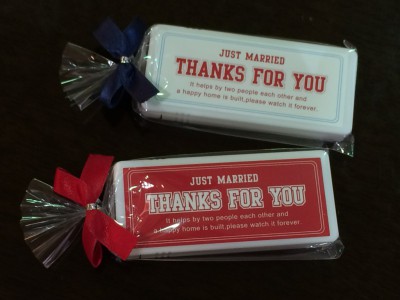 JUST MARRIED
THANKS FOR YOU
It helps by two people each other and
a happy home is built,please watch it forever.
JUST MARRIED
THANKS FOR YOU
It helps by two people each other and
a happy home is built,please watch it forever.